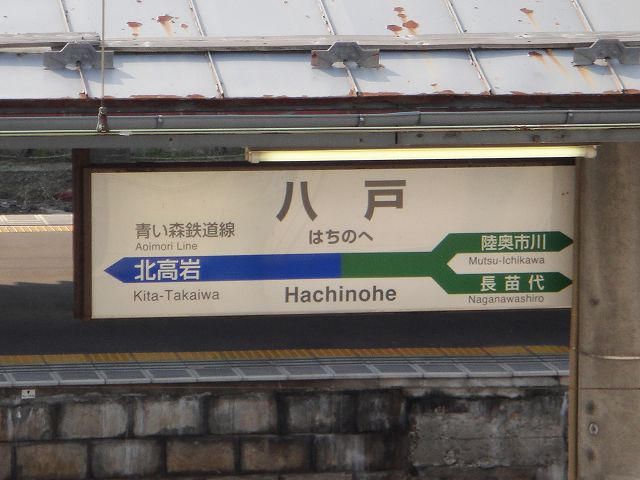 八戸
はちのへ
青い森鉄道線
Aoimori Line
北高岩
Kita-Takaiwa
Hachinohe
陸奥市川
Mutsu-Ichikawa
長苗代
Naganawashiro